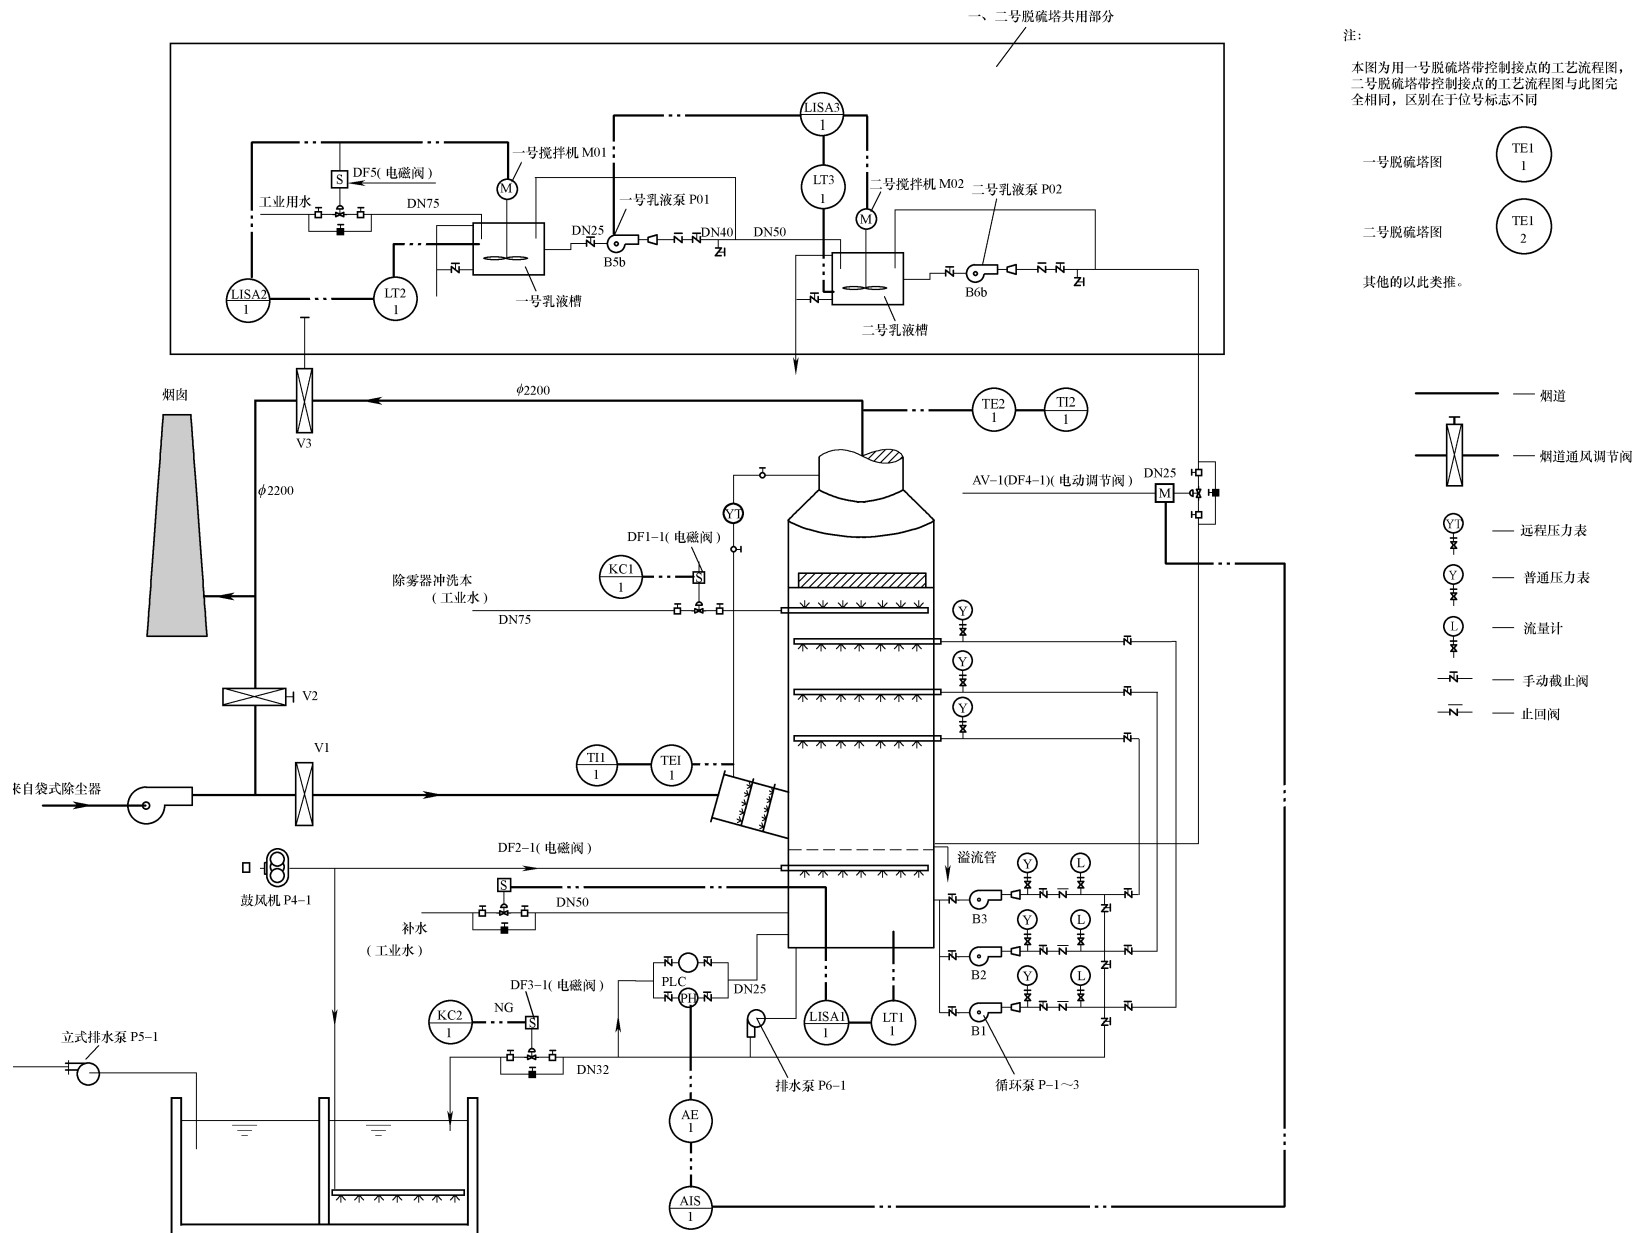 一、二号脱硫塔共用部分
注：
本图为用一号脱硫塔带控制接点的工艺流程图，
二号脱硫塔带控制接点的工艺流程图与此图完
全相同，区别在于位号标志不同
一号脱硫塔图
TE1
1
二号脱硫塔图
TE1
2
其他的以此类推。
LISA3
1
一号搅拌机 M01
DF5(电磁阀)
S
M
LT3
1
二号搅拌机 M02
二号乳液泵 P02
工业用水
DN75
一号乳液泵 P01
M
DN25
DN40
DN50
B5b
B6b
LISA2
1
LT2
1
一号乳液槽
二号乳液槽
烟囱
φ2200
V3
TE2
1
TI2
1
烟道
烟道通风调节阀
φ2200
AV-1(DF4-1)(电动调节阀)
DN25
M
YT
YT
远程压力表
DF1-1(电磁阀)
KC1
1
S
除雾器冲洗本
(工业水)
DN75
Y
普通压力表
Y
L
流量计
Y
手动截止阀
V2
Y
止回阀
V1
TI1
1
TEI
1
来自袋式除尘器
DF2-1(电磁阀)
溢流管
Y
L
鼓风机 P4-1
S
DN50
B3
补水
(工业水)
Y
L
B2
PLC
PH
DN25
DF3-1(电磁阀)
NG
Y
L
KC2
1
S
LISA1
1
LT1
1
B1
立式排水泵 P5-1
DN32
排水泵 P6-1
循环泵 P-1～3
AE
1
AIS
1